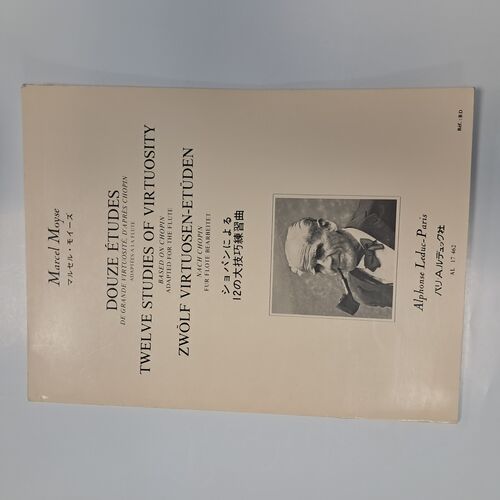 Marcel Moyse
マルセル・モイーズ
DOUZE ÉTUDES
DE GRANDE VIRTUOSITÉ, D'APRÈS CHOPIN
ADAPTÉES À LA FLÛTE
TWELVE STUDIES OF VIRTUOSITY
BASED ON CHOPIN
ADAPTED FOR THE FLUTE
ZWÖLF VIRTUOSEN-ETÜDEN
NACH CHOPIN
FÜR FLÖTE BEARBEITET
ショパンによる
12の大技巧練習曲
Alphonse Leduc-Paris
パリ A.ルデュック社
AL 17 462
Réf. : B D